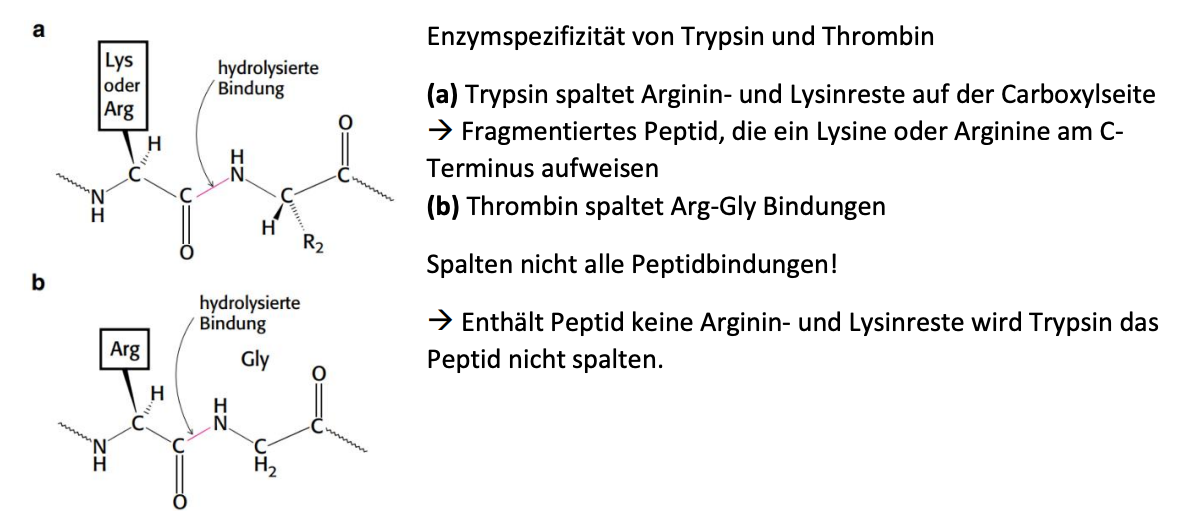 a
Lys
oder
Arg
hydrolysierte
Bindung
H
O
H
N
C
C
N
H
C
C
H
R2
O
Enzymspezifizität von Trypsin und Thrombin
(a) Trypsin spaltet Arginin- und Lysinreste auf der Carboxylseite
→ Fragmentiertes Peptid, die ein Lysine oder Arginine am C-
Terminus aufweisen
(b) Thrombin spaltet Arg-Gly Bindungen
Spalten nicht alle Peptidbindungen!
→ Enthält Peptid keine Arginin- und Lysinreste wird Trypsin das
Peptid nicht spalten.
b
hydrolysierte
Bindung
Arg
Gly
O
H
H
N
C
C
N
H
C
C
H2
O